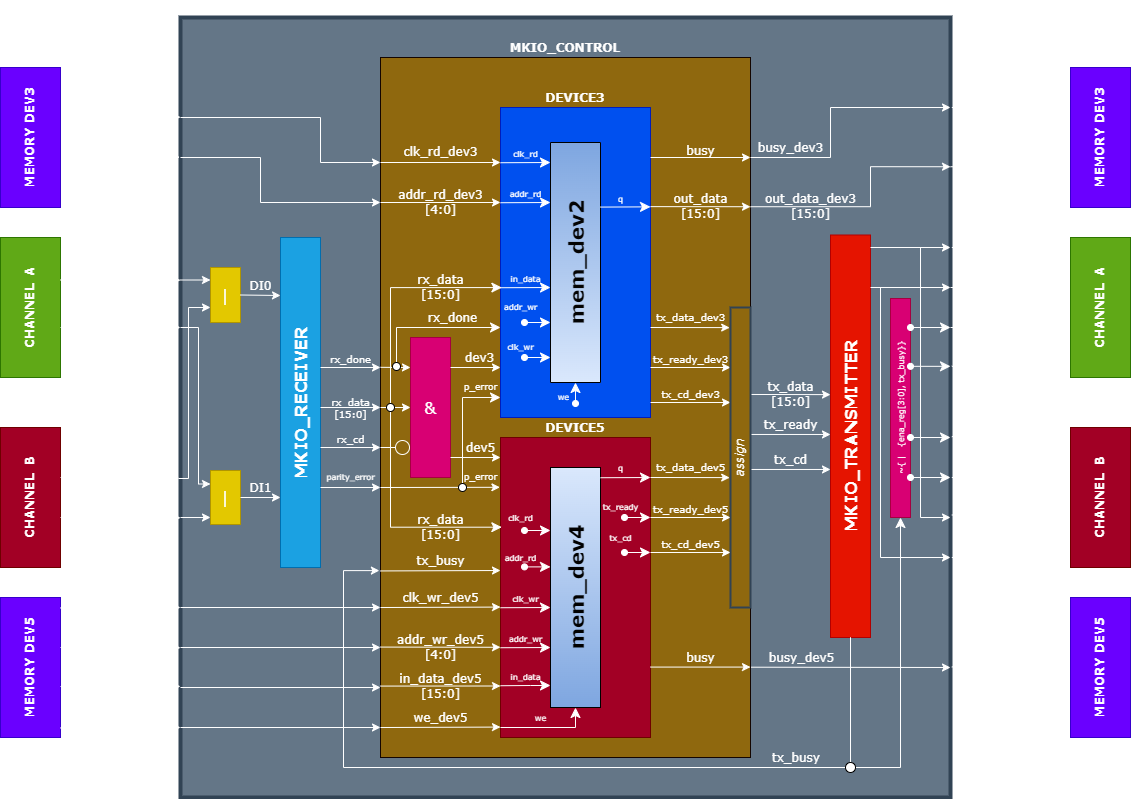 MKIO_CONTROL
MEMORY DEV3
CHANNEL A
CHANNEL B
MEMORY DEV5
DI0
|
DI1
|
MKIO_RECEIVER
rx_done
rx_data
[15:0]
rx_cd
parity_error
clk_rd_dev3
addr_rd_dev3
[4:0]
rx_data
[15:0]
rx_done
&
dev3
p_error
dev5
p_error
rx_data
[15:0]
tx_busy
clk_wr_dev5
addr_wr_dev5
[4:0]
in_data_dev5
[15:0]
we_dev5
DEVICE3
clk_rd
addr_rd
in_data
addr_wr
clk_wr
we
mem_dev2
q
DEVICE5
clk_rd
addr_rd
clk_wr
addr_wr
in_data
we
mem_dev4
q
tx_ready
tx_cd
busy
out_data
[15:0]
tx_data_dev3
tx_ready_dev3
tx_cd_dev3
tx_data_dev5
tx_ready_dev5
tx_cd_dev5
busy
assign
busy_dev3
out_data_dev3
[15:0]
tx_data
[15:0]
tx_ready
tx_cd
busy_dev5
tx_busy
MKIO_TRANSMITTER
~{ | {ena_reg[3:0], tx_busy}}
MEMORY DEV3
CHANNEL A
CHANNEL B
MEMORY DEV5